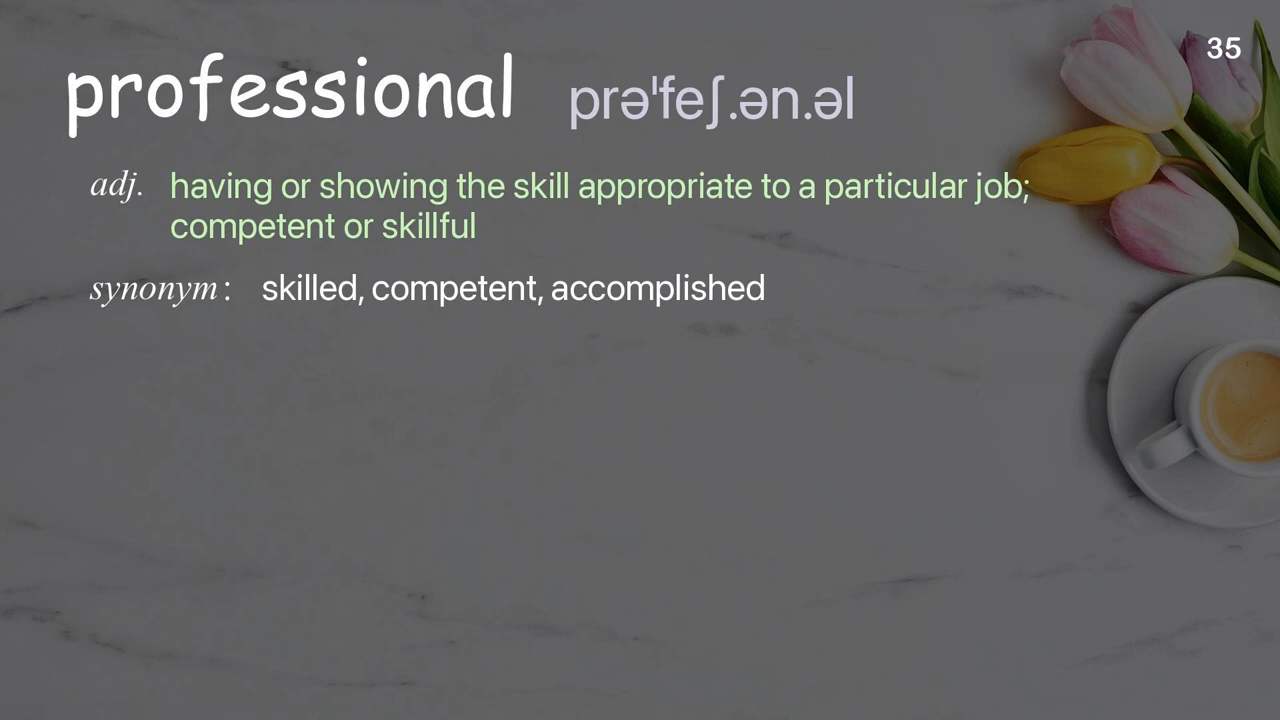 35
professional prəˈfeʃ.ən.əl
adj. having or showing the skill appropriate to a particular job;
competent or skillful
synonym: skilled, competent, accomplished